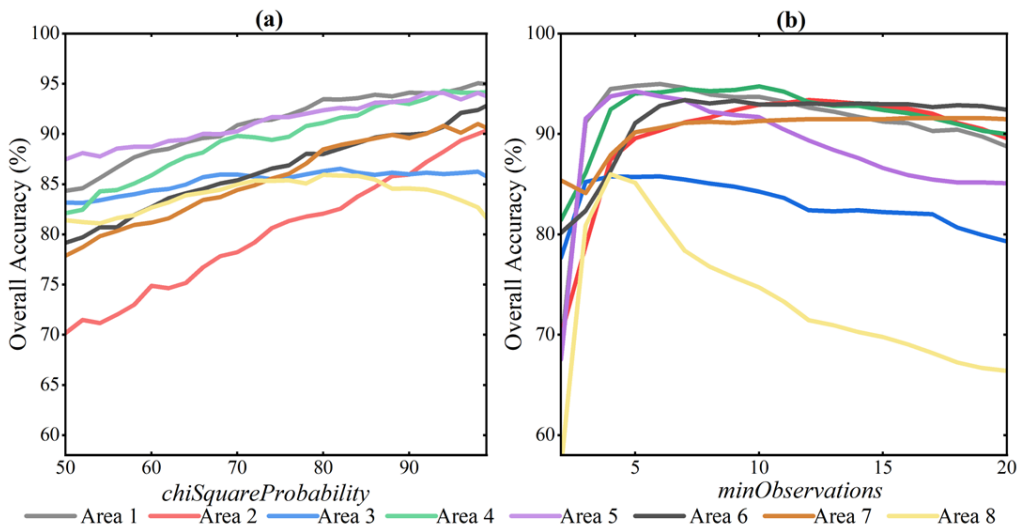 (a) (b)
100 100
95
90 90
85
80 80
75
70 70
65
60 60
Overall Accuracy (%) Overall Accuracy (%)
50 60 70 80 90 5 10 15 20
chiSquareProbability minObservations
Area 1 Area 2 Area 3 Area 4 Area 5 Area 6 Area 7 Area 8